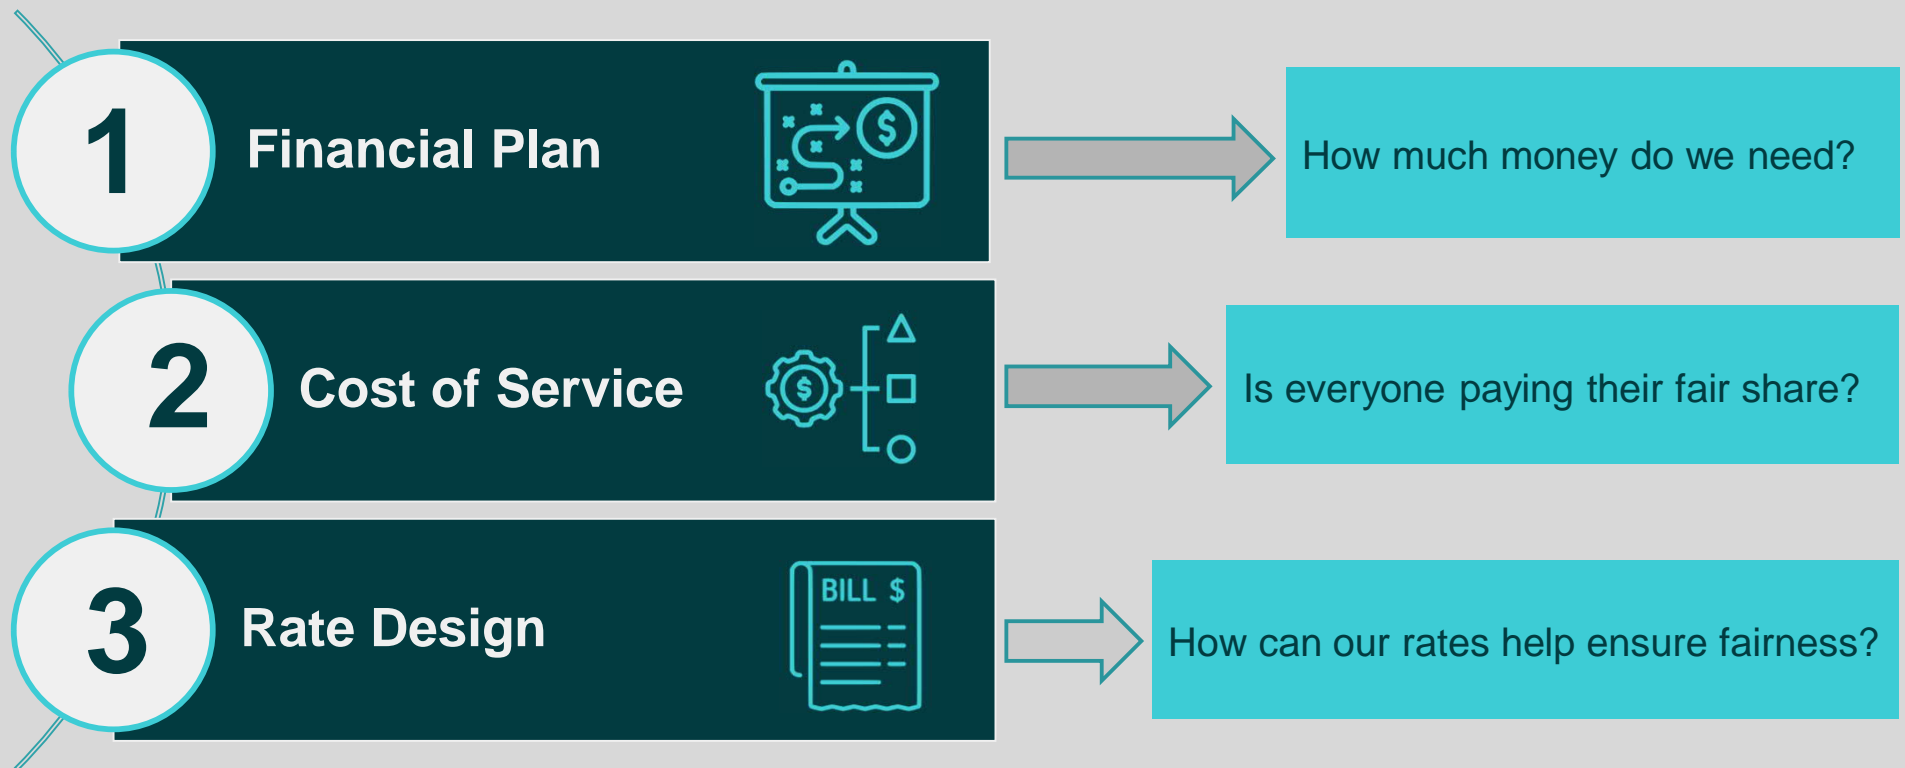 1
Financial Plan
$
How much money do we need?
2
Cost of Service
$
Is everyone paying their fair share?
3
Rate Design
BILL $
How can our rates help ensure fairness?